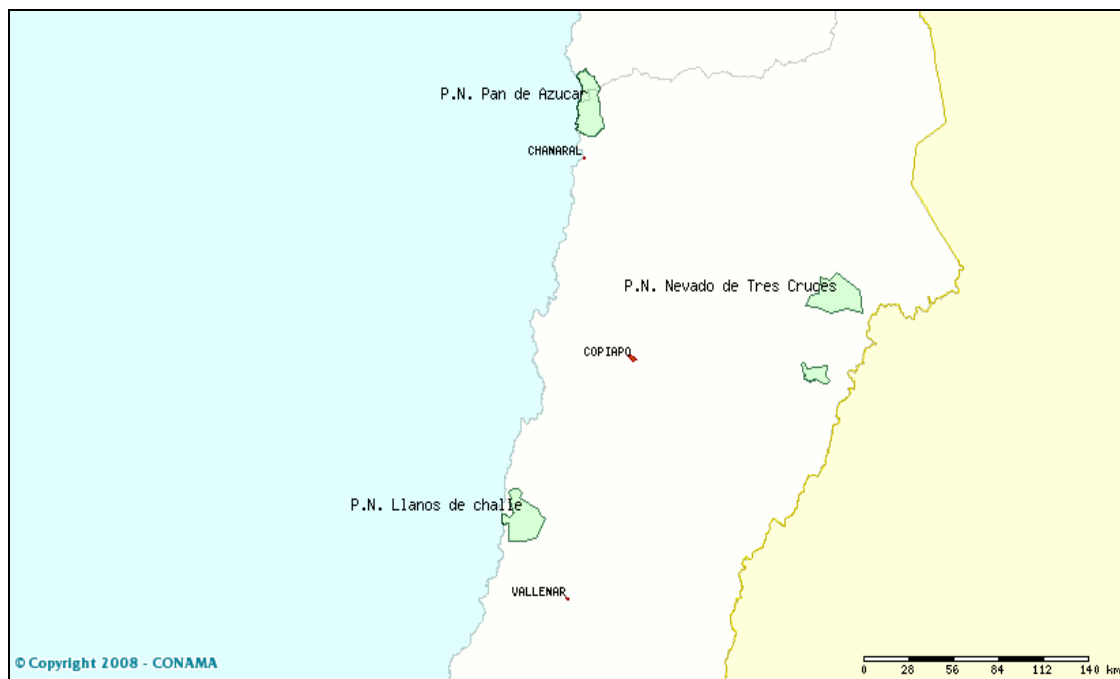 P.N. Pan de Azucar
CHANARAL
P.N. Nevado de Tres Cruces
COPIAPO
P.N. Llanos de challe
VALLENAR
© Copyright 2008 - CONAMA
0 28 56 84 112 140 km